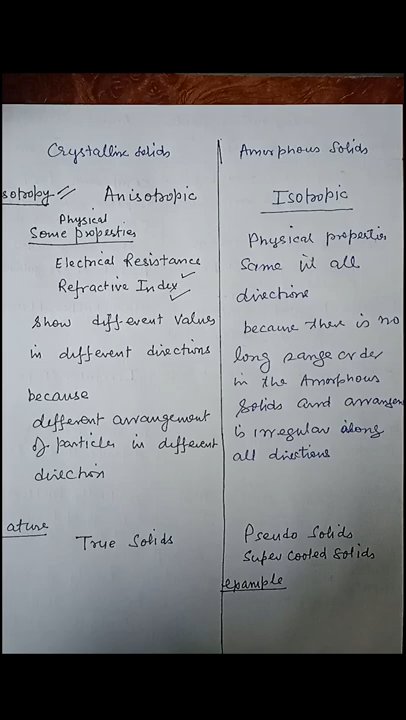 Crystalline solids
Amorphous Solids
sotropy Anisotropic
Isotropic
Physical
Some properties
Electrical Resistance
Refractive Index
show different values
in different directions
because
different arrangement
of particles in different
direction
Physical properties
same in all
directions
because there is no
long range order
in the Amorphous
solids and arrangem
is irregular along
all directions
ature
True Solids
Pseudo Solids
Super cooled solids
example